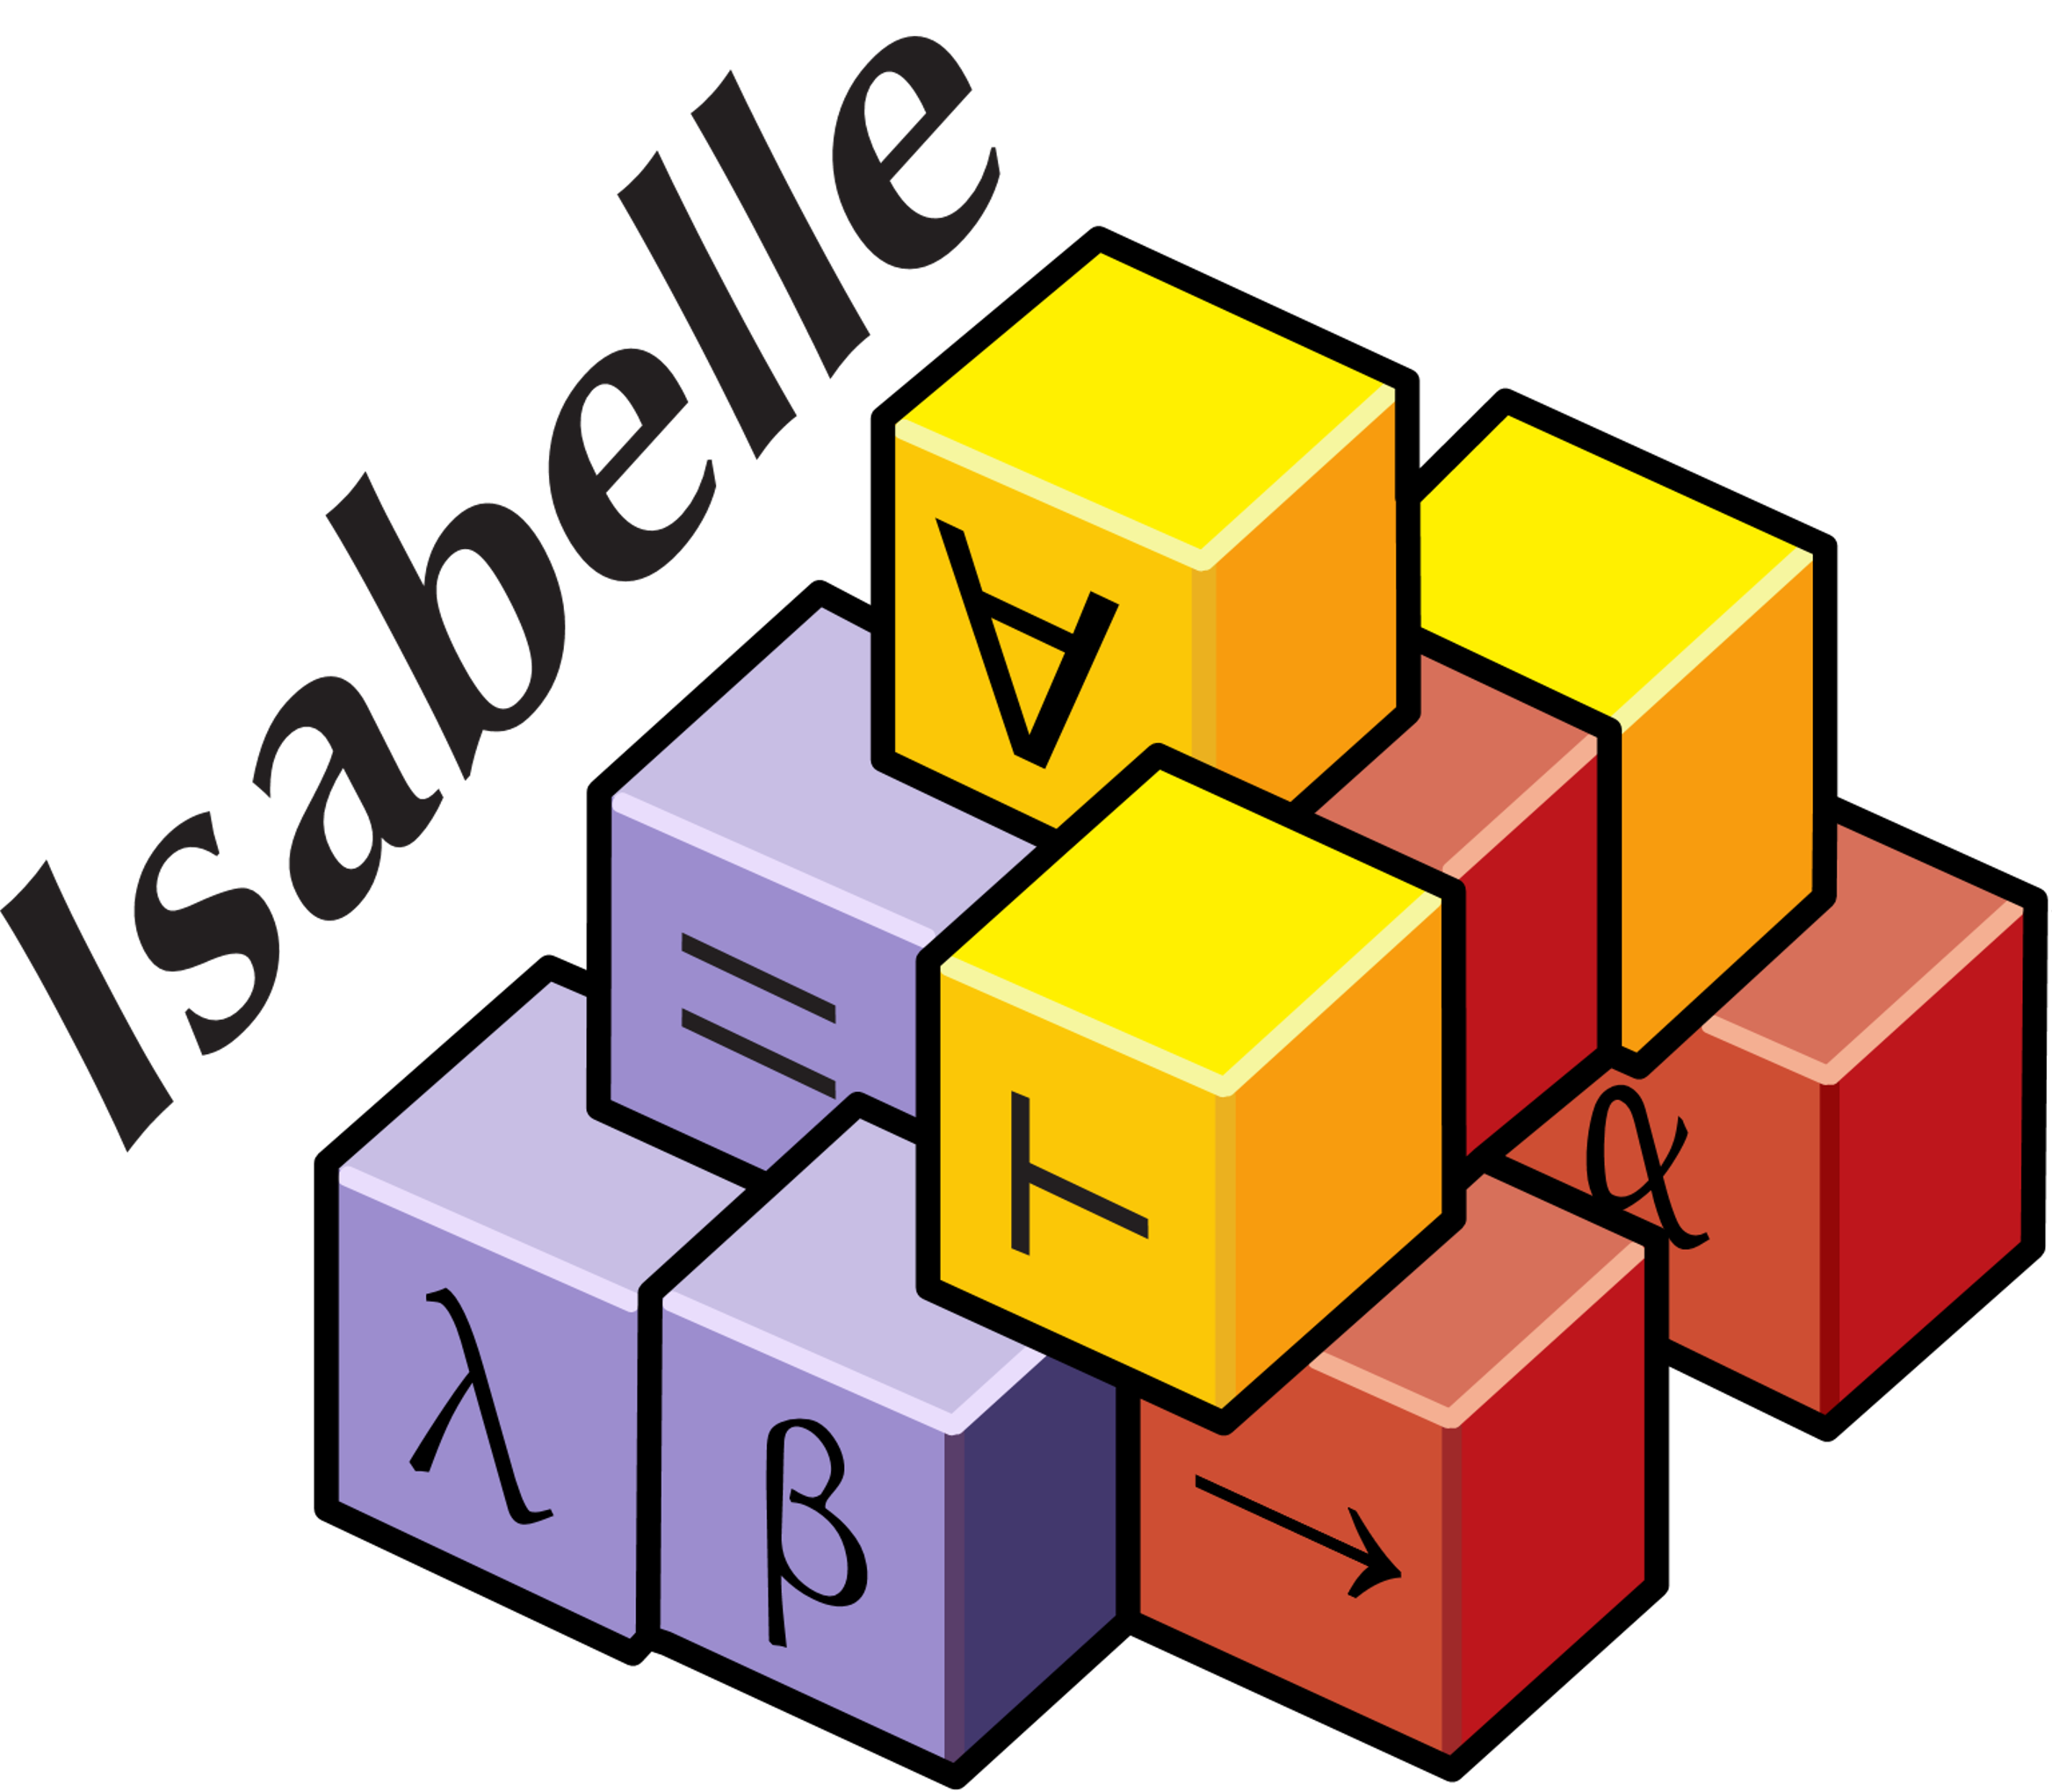 Isabelle
∀
=
⊢
α
λ
β
→